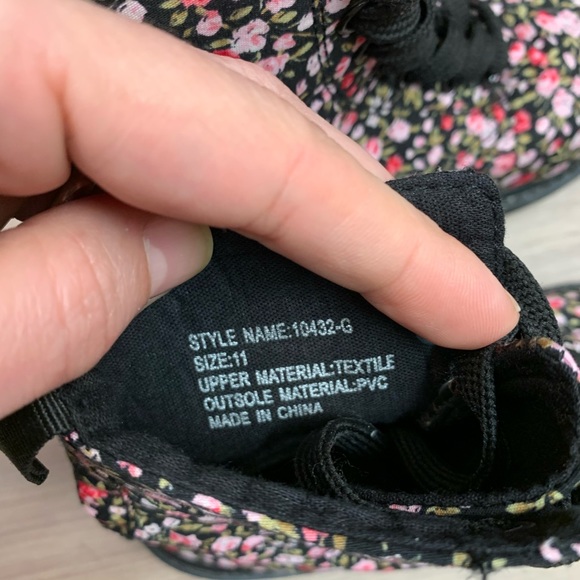 STYLE NAME:10432-G
SIZE:11
UPPER MATERIAL:TEXTILE
OUTSOLE MATERIAL:PVC
MADE IN CHINA